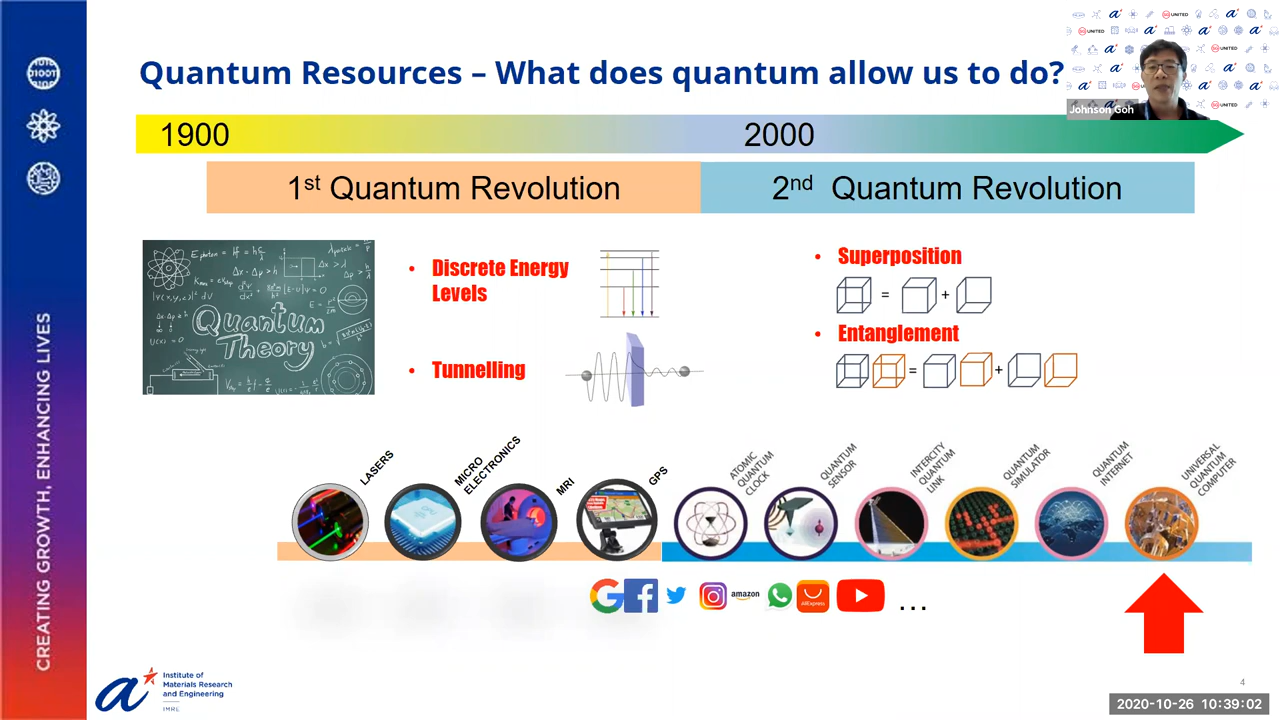 Quantum Resources – What does quantum allow us to do?
Johnson Goh
1900
2000
1st Quantum Revolution
2nd Quantum Revolution
Quantum
Theory
• Discrete Energy
Levels
• Tunnelling
• Superposition
= +
• Entanglement
= +
LASERS
MICRO
ELECTRONICS
MRI
GPS
ATOMIC
QUANTUM
CLOCK
QUANTUM
SENSOR
INTERCITY
QUANTUM
LINK
QUANTUM
SIMULATOR
QUANTUM
INTERNET
UNIVERSAL
QUANTUM
COMPUTER
amazon
AliExpress
...
CREATING GROWTH, ENHANCING LIVES
Institute of
Materials Research
and Engineering
IMRE
4
2020-10-26 10:39:02